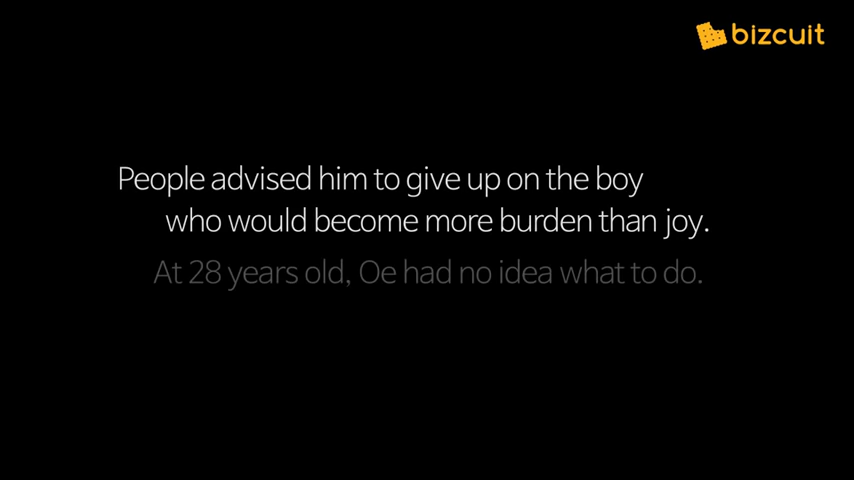 bizcuit
People advised him to give up on the boy
who would become more burden than joy.
At 28 years old, Oe had no idea what to do.